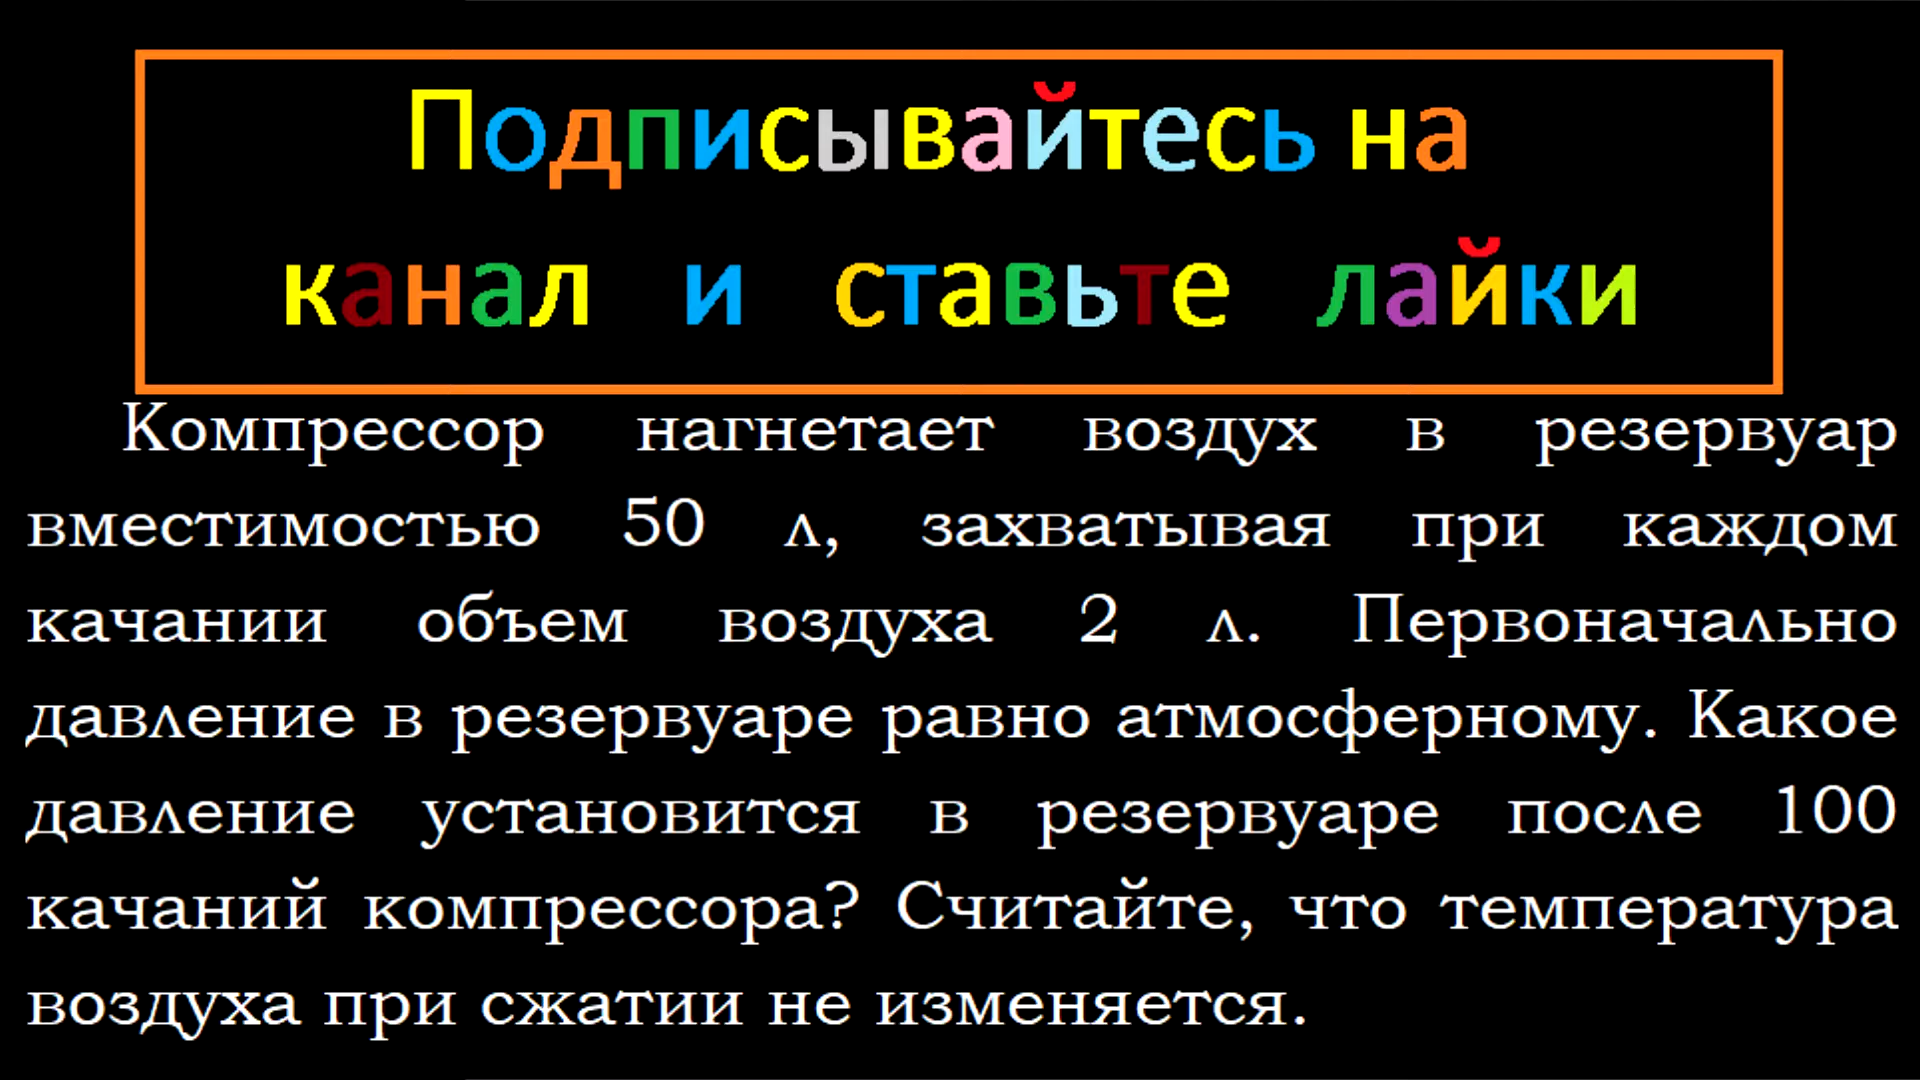 Подписывайтесь на
канал и ставьте лайки
Компрессор нагнетает воздух в резервуар
вместимостью 50 л, захватывая при каждом
качании объем воздуха 2 л. Первоначально
давление в резервуаре равно атмосферному. Какое
давление установится в резервуаре после 100
качаний компрессора? Считайте, что температура
воздуха при сжатии не изменяется.